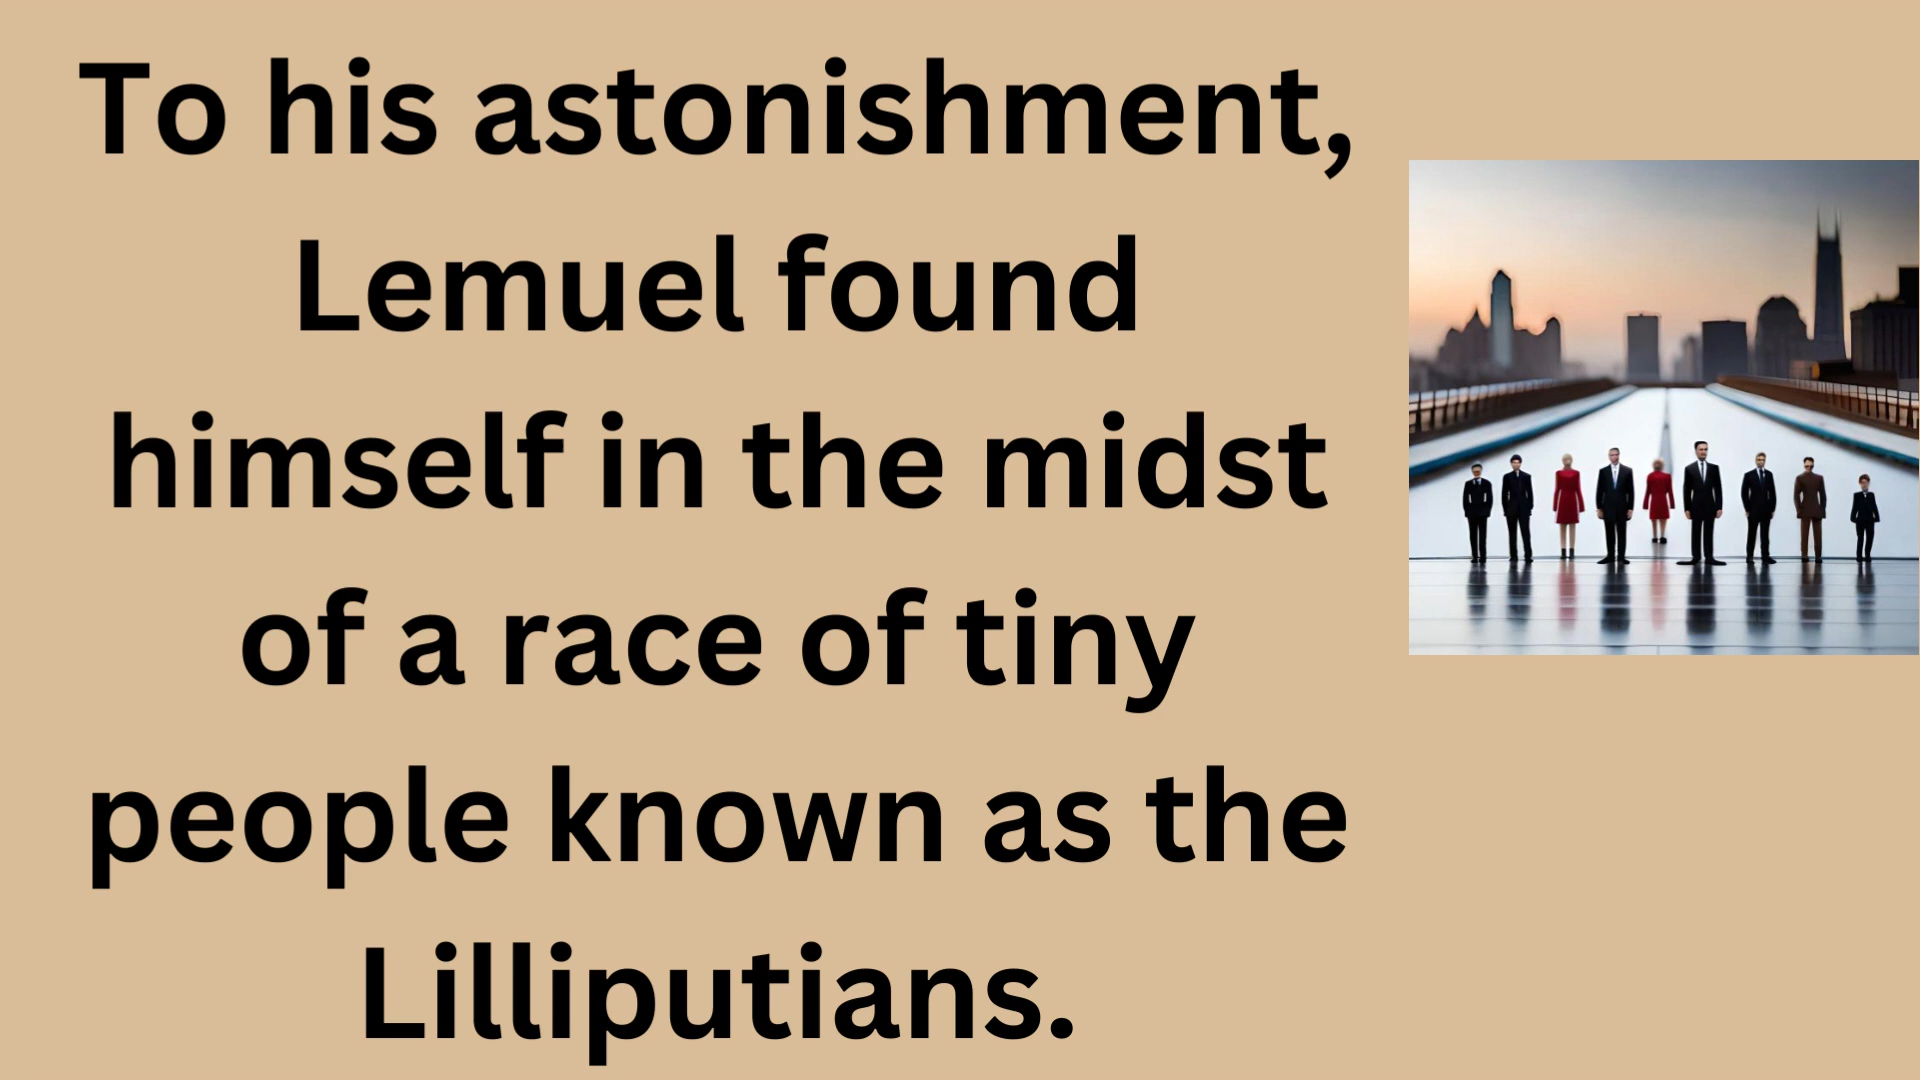 To his astonishment,
Lemuel found
himself in the midst
of a race of tiny
people known as the
Lilliputians.